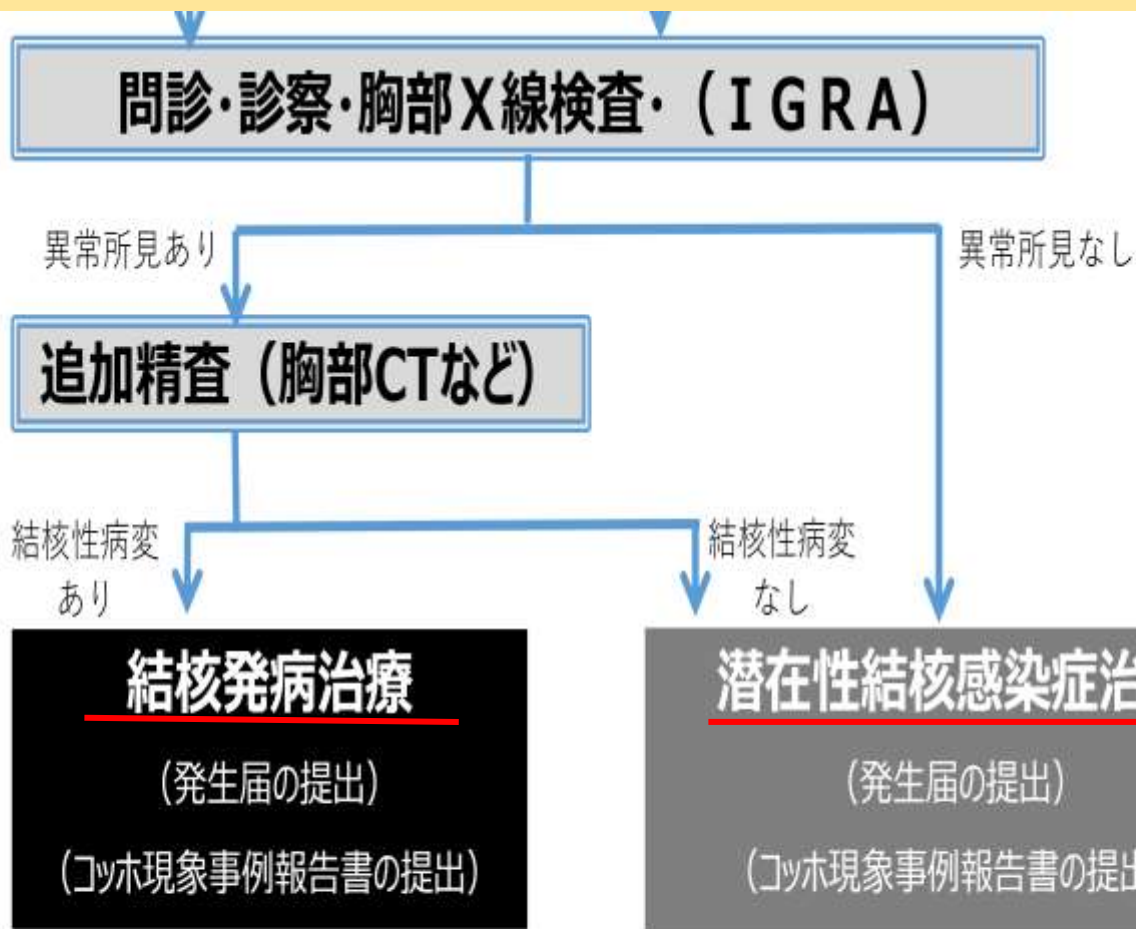 問診・診察・胸部X線検査・（ＩＧＲＡ）
異常所見あり
異常所見なし
追加精査（胸部CTなど）
結核性病変
あり
結核性病変
なし
結核発病治療
（発生届の提出）
（コッホ現象事例報告書の提出）
潜在性結核感染症治
（発生届の提出）
（コッホ現象事例報告書の提出